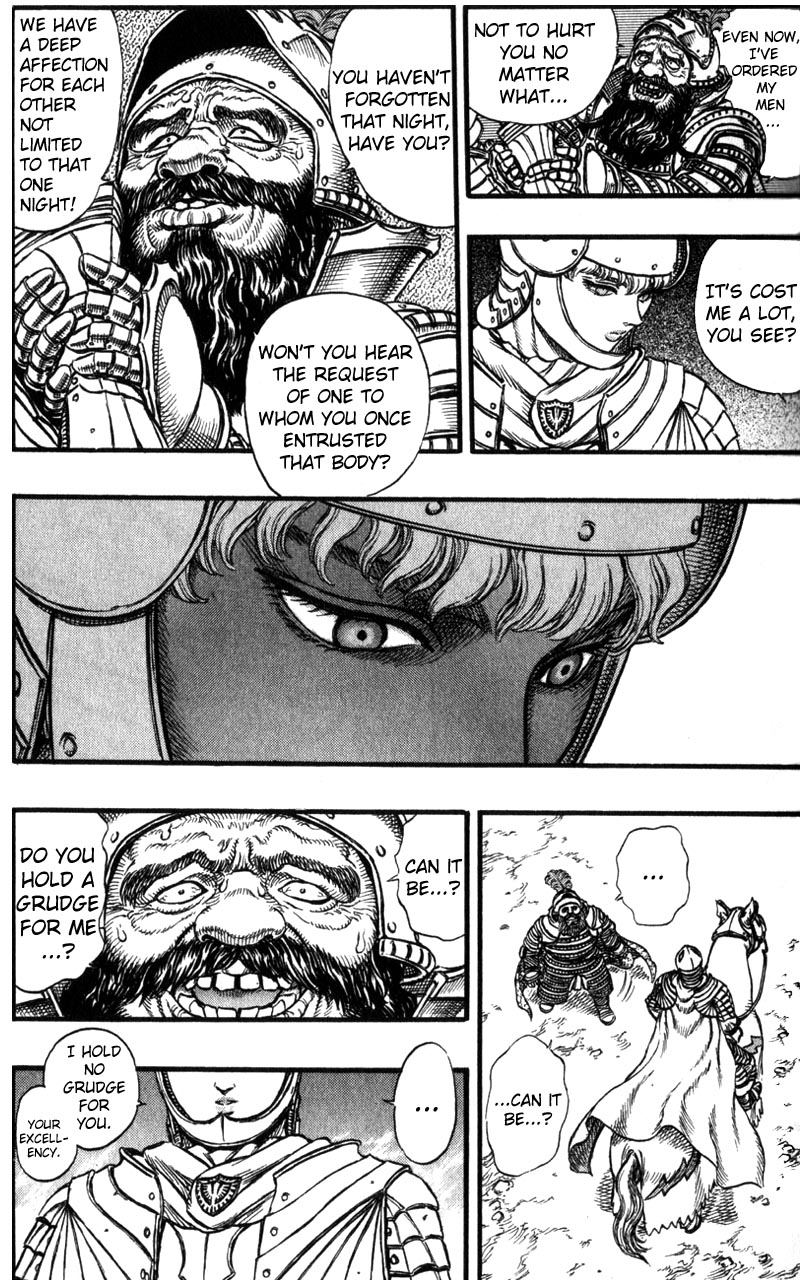 EVEN NOW,
I'VE
ORDERED
MY
MEN
...
NOT TO HURT
YOU NO
MATTER
WHAT...
IT'S COST
ME A LOT,
YOU SEE?
YOU HAVEN'T
FORGOTTEN
THAT NIGHT,
HAVE YOU?
WE HAVE
A DEEP
AFFECTION
FOR EACH
OTHER
NOT
LIMITED
TO THAT
ONE
NIGHT!
WON'T YOU HEAR
THE REQUEST
OF ONE TO
WHOM YOU ONCE
ENTRUSTED
THAT BODY?
...
...CAN IT
BE...?
CAN IT
BE...?
DO YOU
HOLD A
GRUDGE
FOR ME
...?
...
I HOLD
NO
GRUDGE
FOR
YOU.
YOUR
EXCELL-
ENCY.